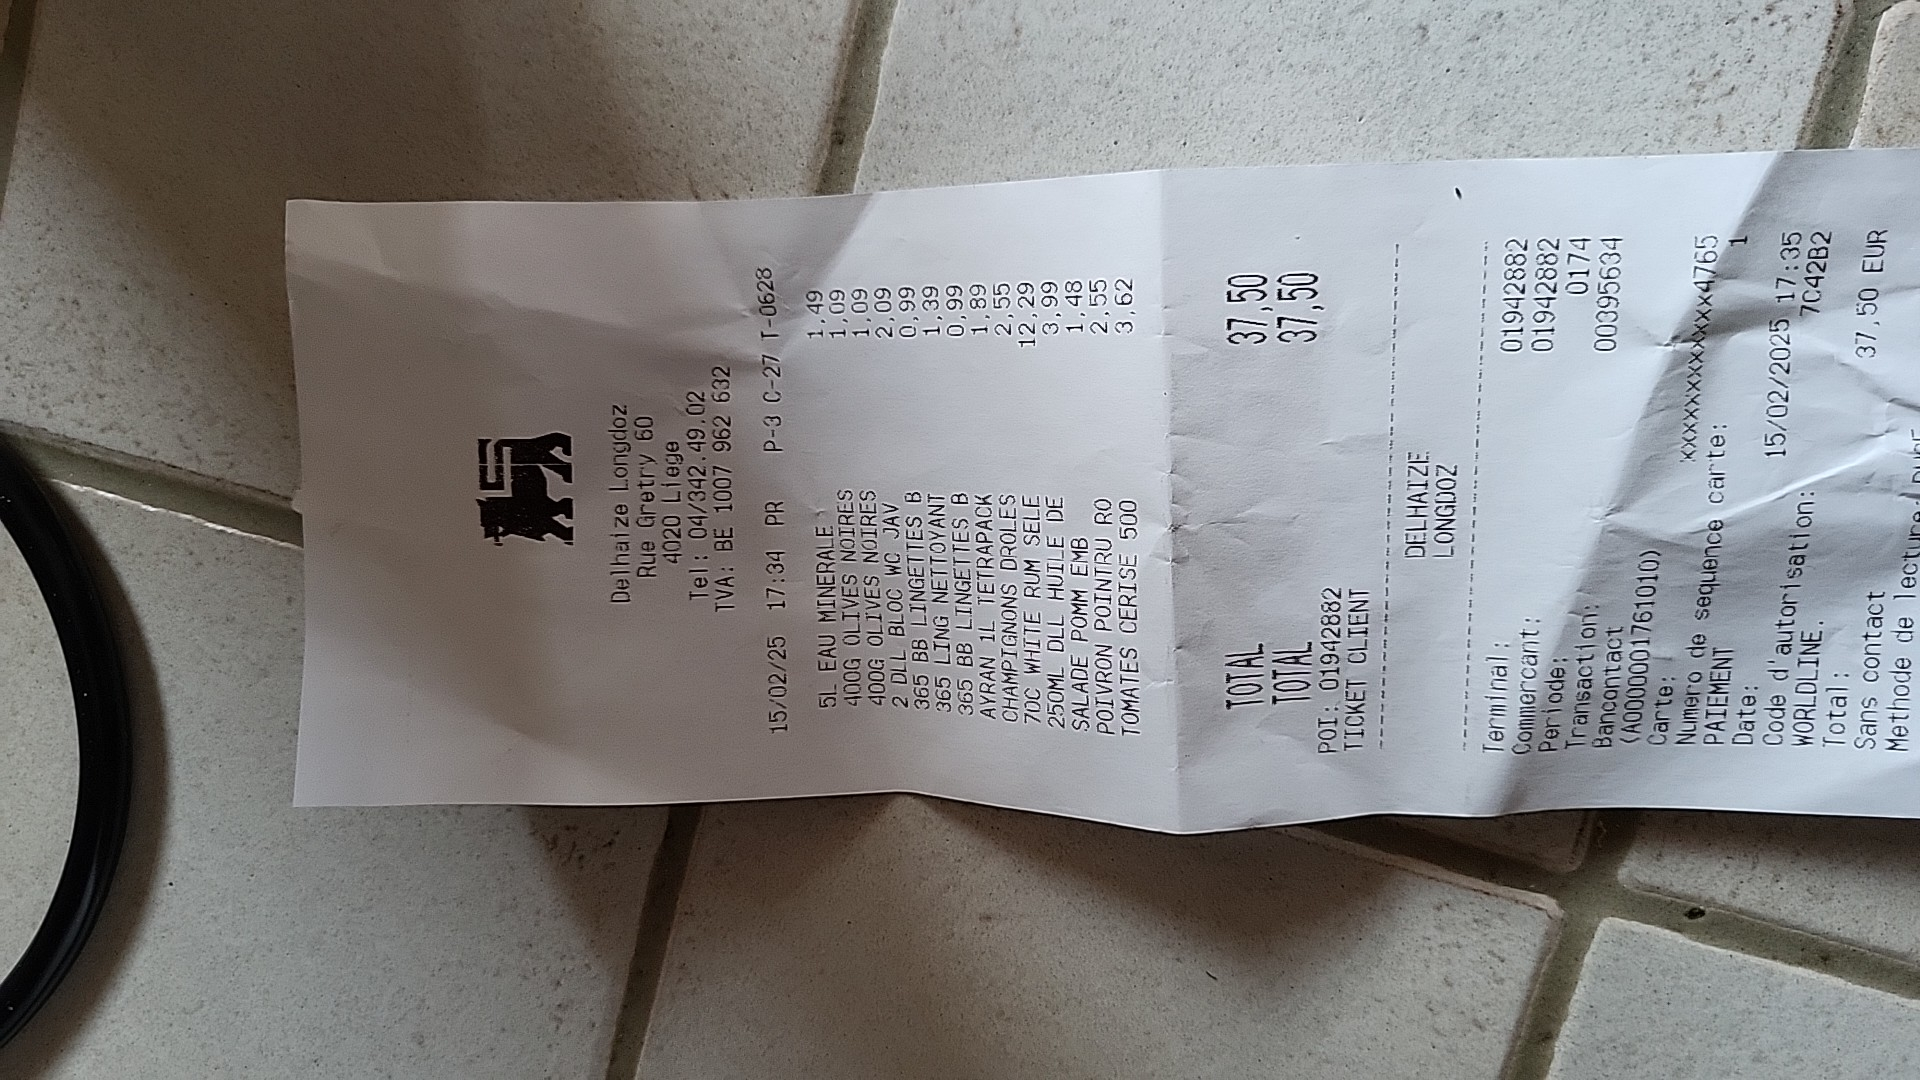 Delhaize Longdoz
Rue Gretry 60
4020 Liege
Tel: 04/342.49.02
TVA: BE 1007 962 632
15/02/25 17:34 PR P-3 C-27 T-0628
5L EAU MINERALE 1,49
400G OLIVES NOIRES 1,09
400G OLIVES NOIRES 1,09
2 DLL BLOC WC JAV 2,09
365 BB LINGETTES B 0,99
365 LING NETTOYANT 1,39
365 BB LINGETTES B 0,99
AYRAN 1L TETRAPACK 1,89
CHAMPIGNONS DROLES 2,55
70C WHITE RUM SELE 12,29
250ML DLL HUILE DE 3,99
SALADE POMM EMB 1,48
POIVRON POINTRU RO 2,55
TOMATES CERISE 500 3,62
TOTAL 37,50
TOTAL 37,50
POI: 01942882
TICKET CLIENT
DELHAIZE
LONGDOZ
Terminal: 01942882
Commercant: 01942882
Periode: 0174
Transaction: 00395634
Bancontact
(A0000001761010)
Carte: xxxxxxxxxxxxxxx4765
Numero de sequence carte: 1
PAIEMENT
Date: 15/02/2025 17:35
Code d'autorisation: 7C42B2
WORLDLINE.
Total: 37,50 EUR
Sans contact
Methode de lecture: